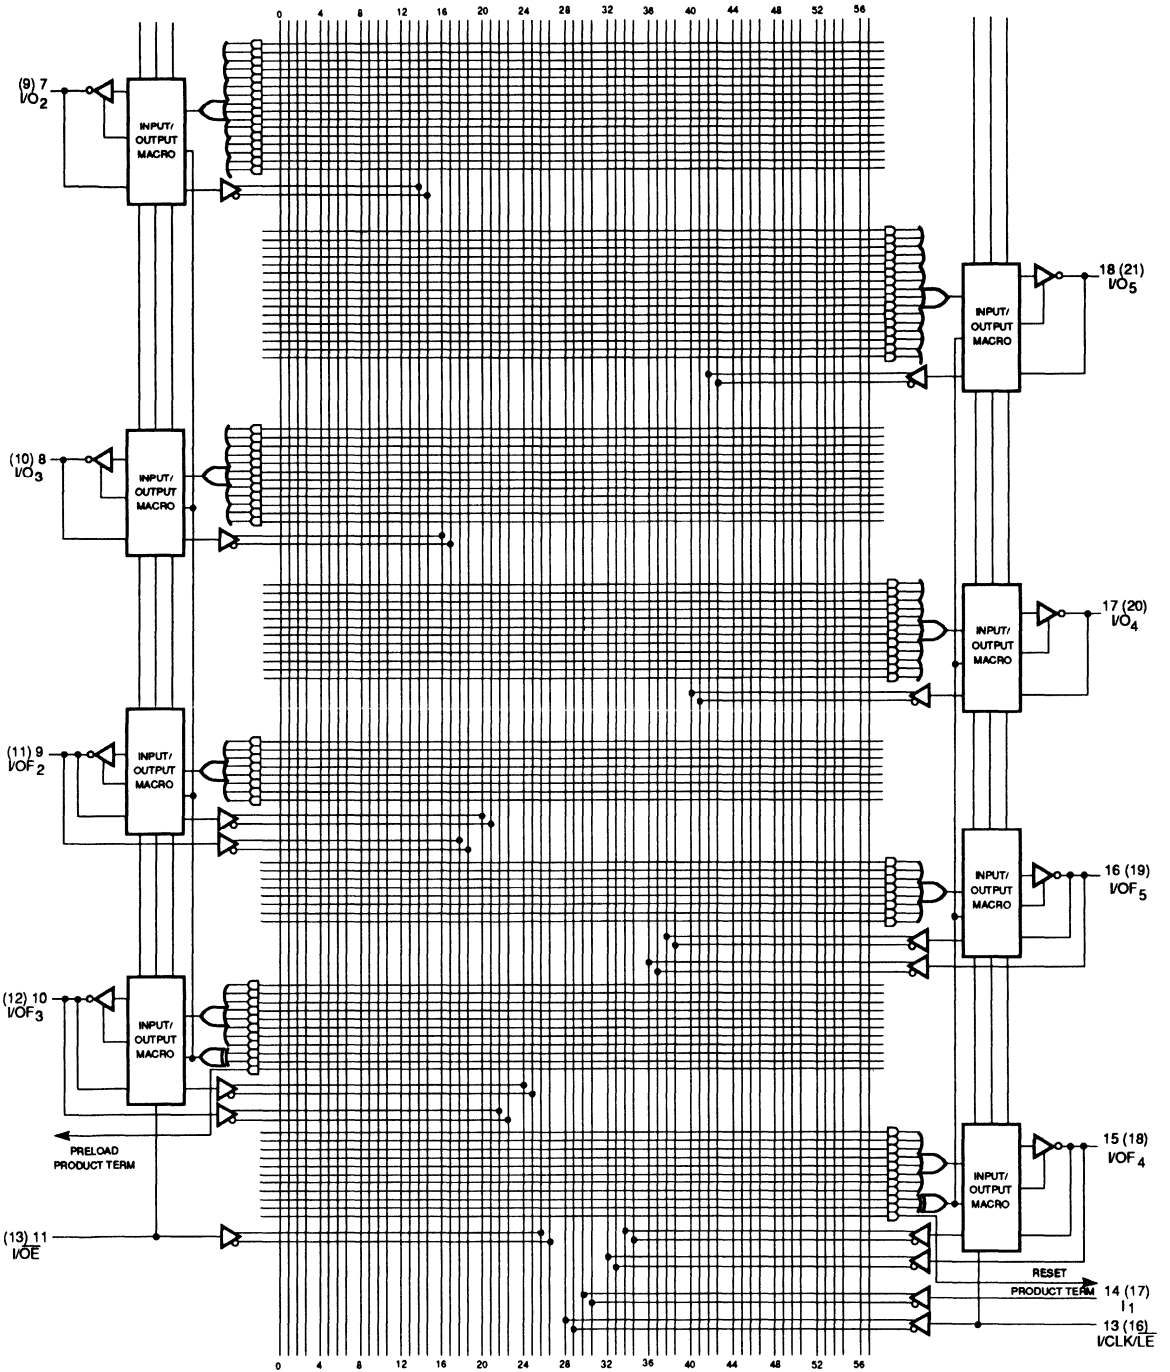 0 4 8 12 16 20 24 28 32 36 40 44 48 52 56
(9) 7
I/O2
INPUT/
OUTPUT
MACRO
INPUT/
OUTPUT
MACRO
18 (21)
I/O5
(10) 8
I/O3
INPUT/
OUTPUT
MACRO
INPUT/
OUTPUT
MACRO
17 (20)
I/O4
(11) 9
I/OF2
INPUT/
OUTPUT
MACRO
INPUT/
OUTPUT
MACRO
16 (19)
I/OF5
(12) 10
I/OF3
INPUT/
OUTPUT
MACRO
PRELOAD
PRODUCT TERM
INPUT/
OUTPUT
MACRO
15 (18)
I/OF4
(13) 11
I/O̅E̅
RESET
PRODUCT TERM
14 (17)
I1
13 (16)
I/CLK/L̅E̅
0 4 8 12 16 20 24 28 32 36 40 44 48 52 56